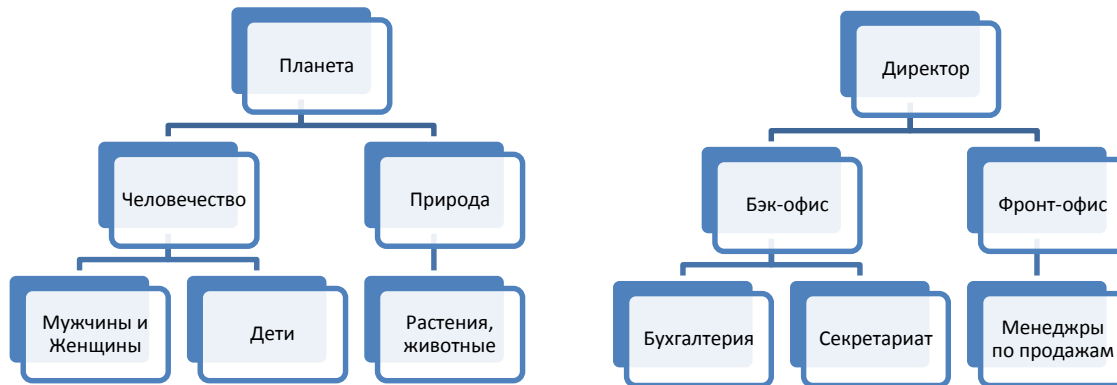 Планета
Человечество
Природа
Мужчины и
Женщины
Дети
Растения,
животные
Директор
Бэк-офис
Фронт-офис
Бухгалтерия
Секретариат
Менеджры
по продажам